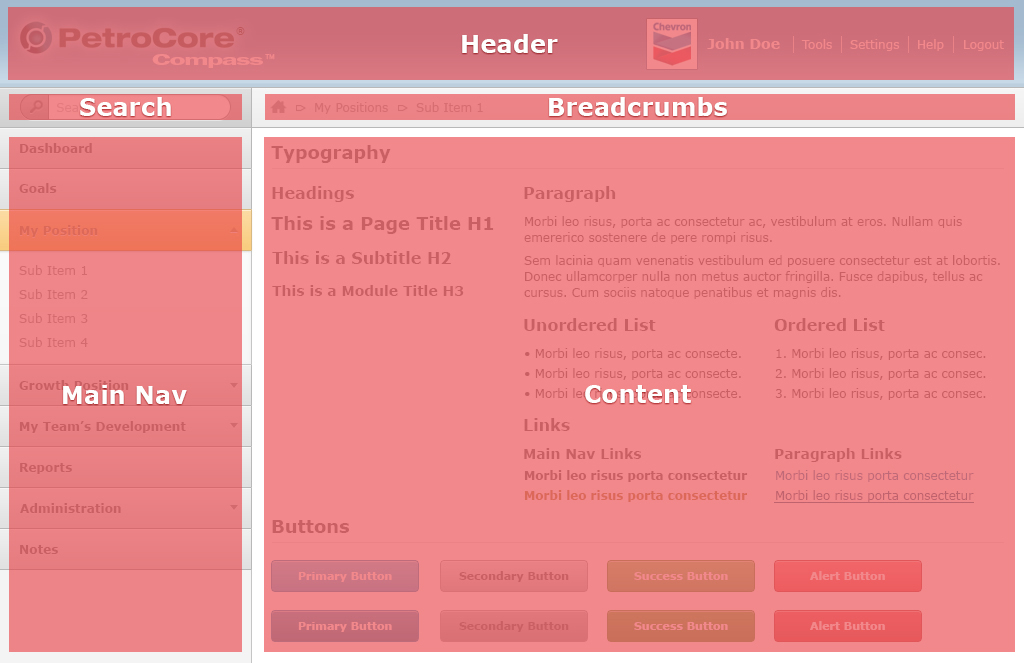 PetroCore®
Compass™
Header
Chevron
John Doe
Tools
Settings
Help
Logout
Search
My Positions
Sub Item 1
Breadcrumbs
Dashboard
Goals
My Position
Sub Item 1
Sub Item 2
Sub Item 3
Sub Item 4
Growth Position
Main Nav
My Team's Development
Reports
Administration
Notes
Typography
Headings
This is a Page Title H1
This is a Subtitle H2
This is a Module Title H3
Paragraph
Morbi leo risus, porta ac consectetur ac, vestibulum at eros. Nullam quis
emererico sostenere de pere rompi risus.
Sem lacinia quam venenatis vestibulum ed posuere consectetur est at lobortis.
Donec ullamcorper nulla non metus auctor fringilla. Fusce dapibus, tellus ac
cursus. Cum sociis natoque penatibus et magnis dis.
Unordered List
• Morbi leo risus, porta ac consecte.
• Morbi leo risus, porta ac consecte.
• Morbi leo risus, porta ac consecte.
Content
Ordered List
1. Morbi leo risus, porta ac consec.
2. Morbi leo risus, porta ac consec.
3. Morbi leo risus, porta ac consec.
Links
Main Nav Links
Morbi leo risus porta consectetur
Morbi leo risus porta consectetur
Paragraph Links
Morbi leo risus porta consectetur
Morbi leo risus porta consectetur
Buttons
Primary Button
Secondary Button
Success Button
Alert Button
Primary Button
Secondary Button
Success Button
Alert Button